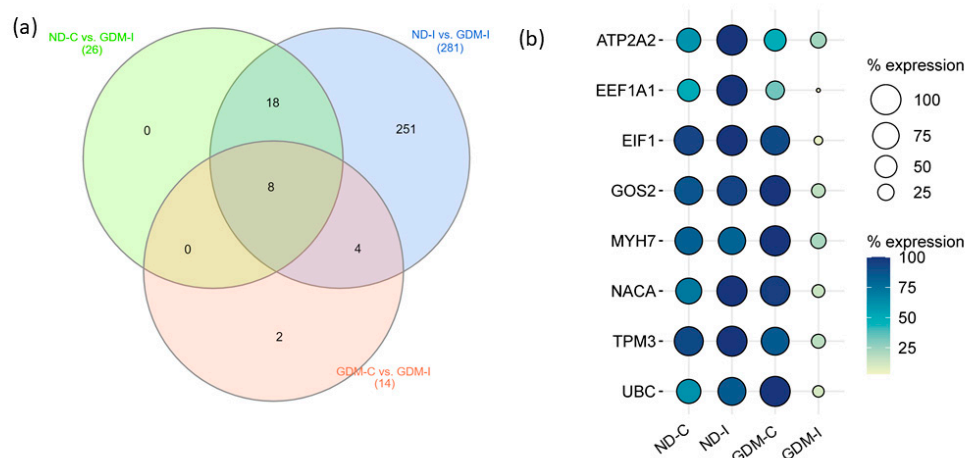 (a)
ND-C vs. GDM-I
(26)
ND-I vs. GDM-I
(281)
0
18
251
8
0
4
2
GDM-C vs. GDM-I
(14)
(b)
ATP2A2
EEF1A1
EIF1
GOS2
MYH7
NACA
TPM3
UBC
ND-C
ND-I
GDM-C
GDM-I
% expression
100
75
50
25
% expression
100
75
50
25